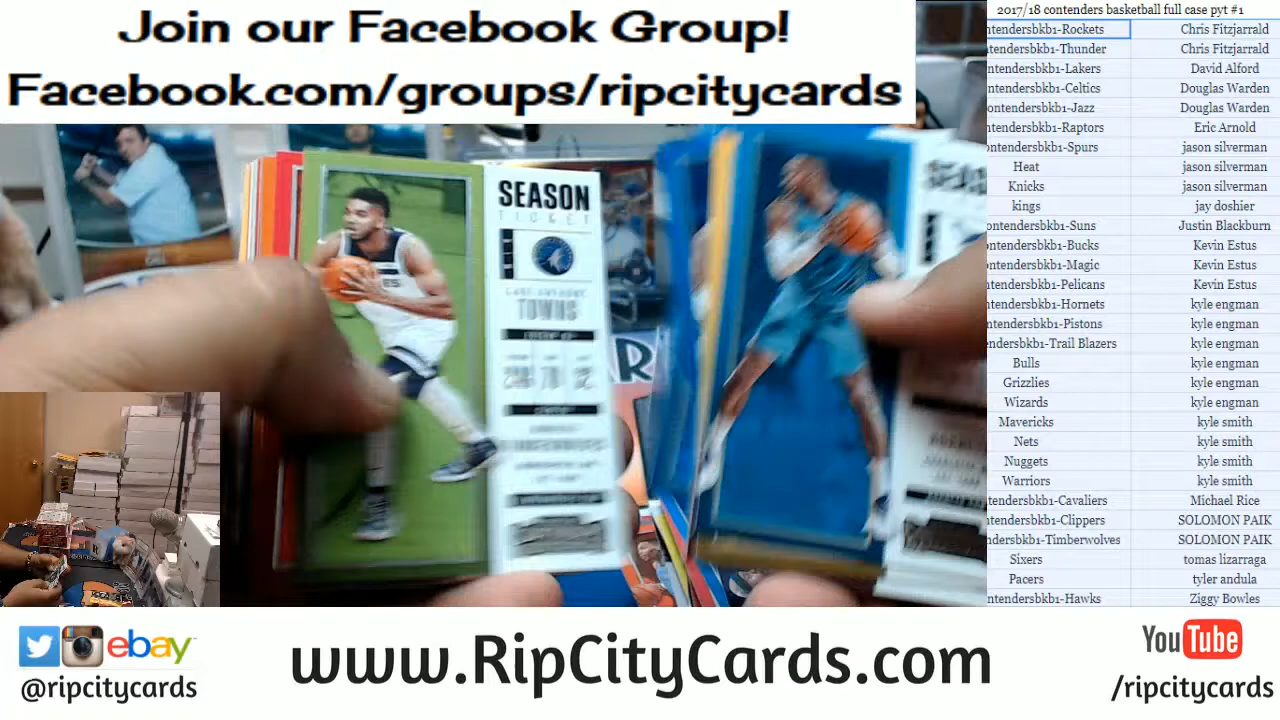 Join our Facebook Group!
Facebook.com/groups/ripcitycards
2017/18 contenders basketball full case pyt #1
ntendersbkb1-Rockets Chris Fitzjarrald
ntendersbkb1-Thunder Chris Fitzjarrald
ontendersbkb1-Lakers David Alford
ontendersbkb1-Celtics Douglas Warden
ontendersbkb1-Jazz Douglas Warden
ontendersbkb1-Raptors Eric Arnold
ontendersbkb1-Spurs jason silverman
Heat jason silverman
Knicks jason silverman
kings jay doshier
ontendersbkb1-Suns Justin Blackburn
ontendersbkb1-Bucks Kevin Estus
ontendersbkb1-Magic Kevin Estus
ontendersbkb1-Pelicans Kevin Estus
ontendersbkb1-Hornets kyle engman
ontendersbkb1-Pistons kyle engman
endersbkb1-Trail Blazers kyle engman
Bulls kyle engman
Grizzlies kyle engman
Wizards kyle engman
Mavericks kyle smith
Nets kyle smith
Nuggets kyle smith
Warriors kyle smith
ntendersbkb1-Cavaliers Michael Rice
ntendersbkb1-Clippers SOLOMON PAIK
ndersbkb1-Timberwolves SOLOMON PAIK
Sixers tomas lizarraga
Pacers tyler andula
ntendersbkb1-Hawks Ziggy Bowles
SEASON
TICKET
TOWNS
ebay
@ripcitycards
www.RipCityCards.com
YouTube
/ripcitycards